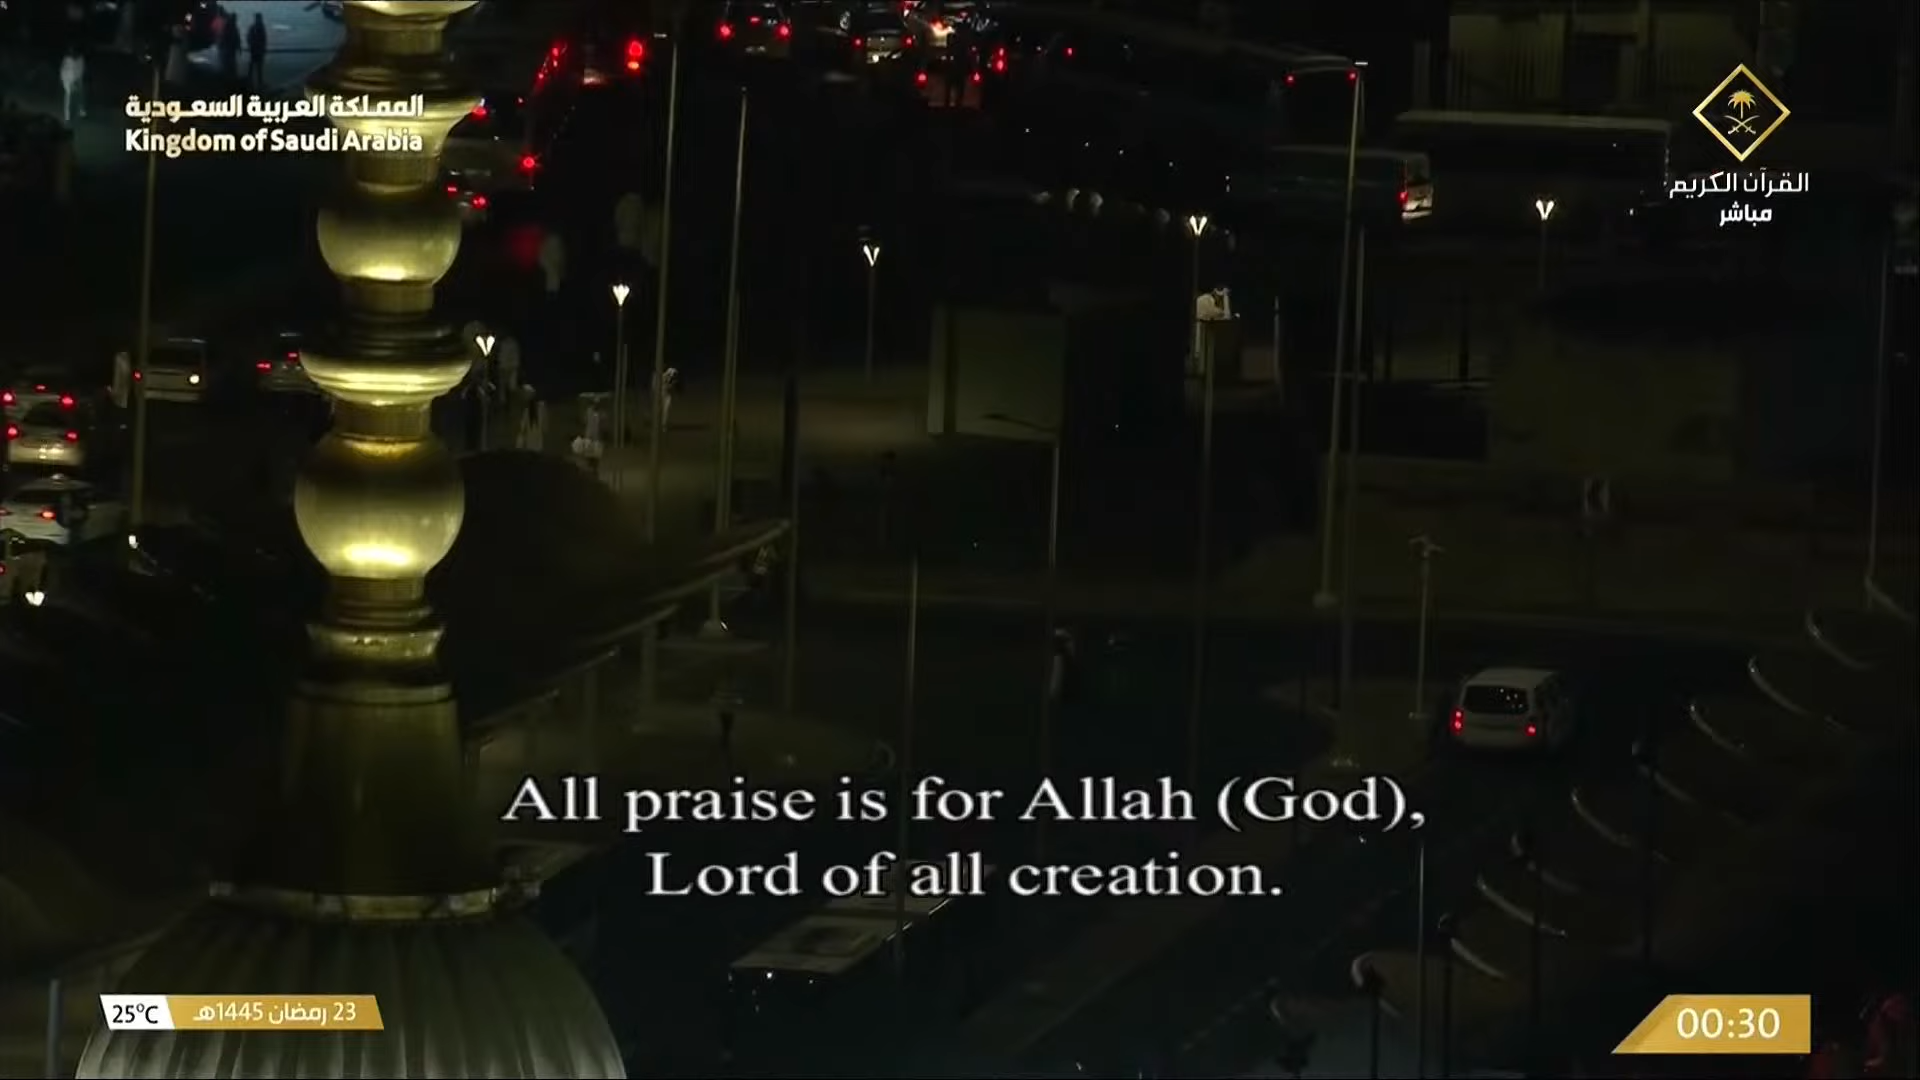 المملكة العربية السعودية
Kingdom of Saudi Arabia
القرآن الكريم
مباشر
All praise is for Allah (God),
Lord of all creation.
25°C
23 رمضان 1445هـ
00:30